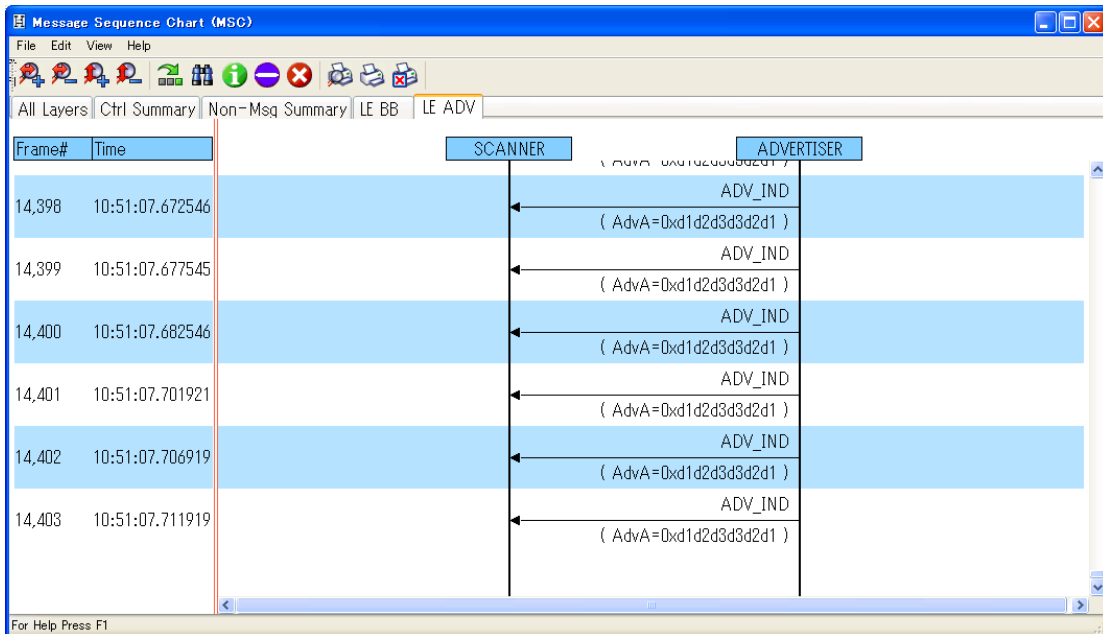 Message Sequence Chart (MSC)
File Edit View Help
All Layers Ctrl Summary Non-Msg Summary LE BB LE ADV
Frame# Time SCANNER ADVERTISER
ADV_IND
14,398 10:51:07.672546
( AdvA=0xd1d2d3d3d2d1 )
ADV_IND
14,399 10:51:07.677545
( AdvA=0xd1d2d3d3d2d1 )
ADV_IND
14,400 10:51:07.682546
( AdvA=0xd1d2d3d3d2d1 )
ADV_IND
14,401 10:51:07.701921
( AdvA=0xd1d2d3d3d2d1 )
ADV_IND
14,402 10:51:07.706919
( AdvA=0xd1d2d3d3d2d1 )
ADV_IND
14,403 10:51:07.711919
( AdvA=0xd1d2d3d3d2d1 )
For Help Press F1